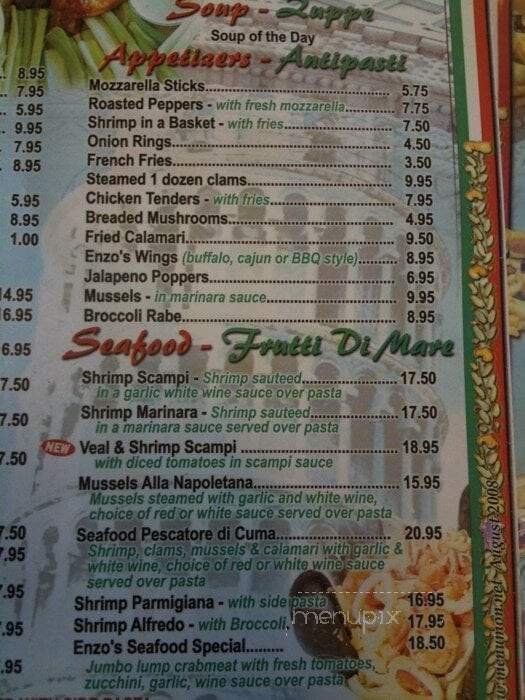 Soup - Zuppe
Soup of the Day
Appetizers - Antipasti
8.95
7.95
5.95
9.95
7.95
8.95
5.95
8.95
1.00
14.95
16.95
6.95
7.50
7.50
7.50
7.50
7.95
7.95
.95
.95
Mozzarella Sticks 5.75
Roasted Peppers - with fresh mozzarella 7.75
Shrimp in a Basket - with fries 7.50
Onion Rings 4.50
French Fries 3.50
Steamed 1 dozen clams 9.95
Chicken Tenders - with fries 7.95
Breaded Mushrooms 4.95
Fried Calamari 9.50
Enzo's Wings (buffalo, cajun or BBQ style) 8.95
Jalapeno Poppers 6.95
Mussels - in marinara sauce 9.95
Broccoli Rabe 8.95
Seafood - Frutti Di Mare
Shrimp Scampi - Shrimp sauteed 17.50
in a garlic white wine sauce over pasta
Shrimp Marinara - Shrimp sauteed 17.50
in a marinara sauce served over pasta
NEW Veal & Shrimp Scampi 18.95
with diced tomatoes in scampi sauce
Mussels Alla Napoletana 15.95
Mussels steamed with garlic and white wine,
choice of red or white sauce served over pasta
Seafood Pescatore di Cuma 20.95
Shrimp, clams, mussels & calamari with garlic &
white wine, choice of red or white wine sauce
served over pasta
Shrimp Parmigiana - with side pasta 16.95
Shrimp Alfredo - with Broccoli 17.95
Enzo's Seafood Special 18.50
Jumbo lump crabmeat with fresh tomatoes,
zucchini, garlic, wine sauce over pasta
menupix
w.menumon.net August 2008